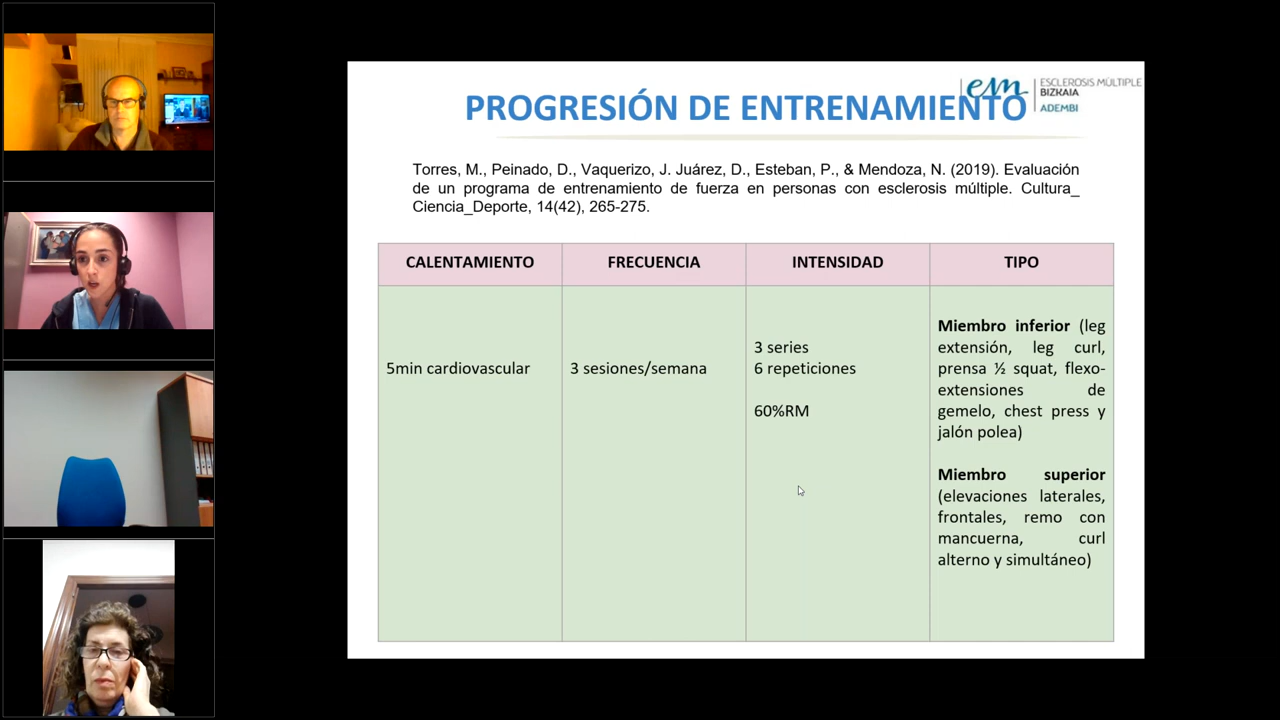 PROGRESIÓN DE ENTRENAMIENTO
em
ESCLEROSIS MÚLTIPLE
BIZKAIA
ADEMBI
Torres, M., Peinado, D., Vaquerizo, J. Juárez, D., Esteban, P., & Mendoza, N. (2019). Evaluación
de un programa de entrenamiento de fuerza en personas con esclerosis múltiple. Cultura_
Ciencia_Deporte, 14(42), 265-275.
CALENTAMIENTO
FRECUENCIA
INTENSIDAD
TIPO
5min cardiovascular
3 sesiones/semana
3 series
6 repeticiones
60%RM
Miembro inferior (leg
extensión, leg curl,
prensa ½ squat, flexo-
extensiones de
gemelo, chest press y
jalón polea)
Miembro superior
(elevaciones laterales,
frontales, remo con
mancuerna, curl
alterno y simultáneo)